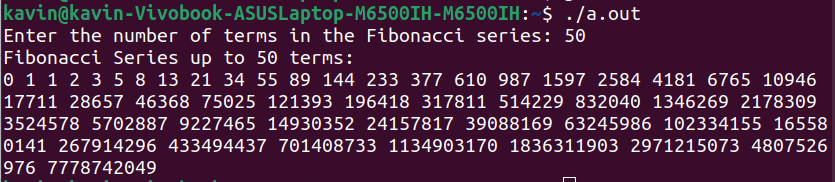 kavin@kavin-Vivobook-ASUSLaptop-M6500IH-M6500IH:~$ ./a.out
Enter the number of terms in the Fibonacci series: 50
Fibonacci Series up to 50 terms:
0 1 1 2 3 5 8 13 21 34 55 89 144 233 377 610 987 1597 2584 4181 6765 10946
17711 28657 46368 75025 121393 196418 317811 514229 832040 1346269 2178309
3524578 5702887 9227465 14930352 24157817 39088169 63245986 102334155 16558
0141 267914296 433494437 701408733 1134903170 1836311903 2971215073 4807526
976 7778742049